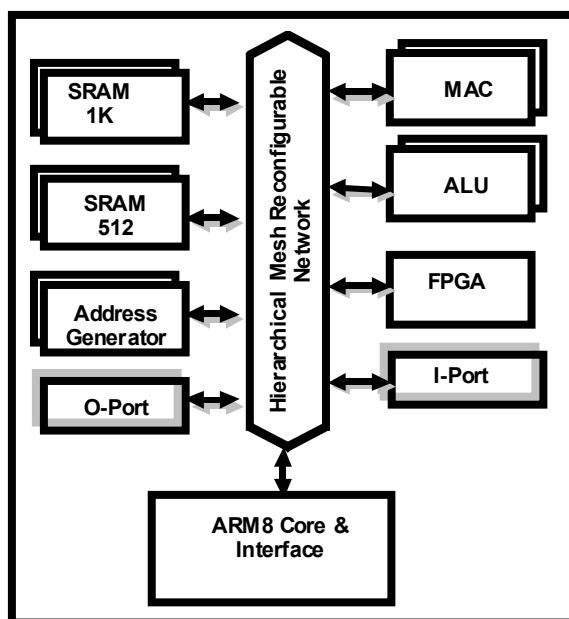 SRAM
1K
SRAM
512
Address
Generator
O-Port
Hierarchical Mesh Reconfigurable
Network
MAC
ALU
FPGA
I-Port
ARM8 Core &
Interface